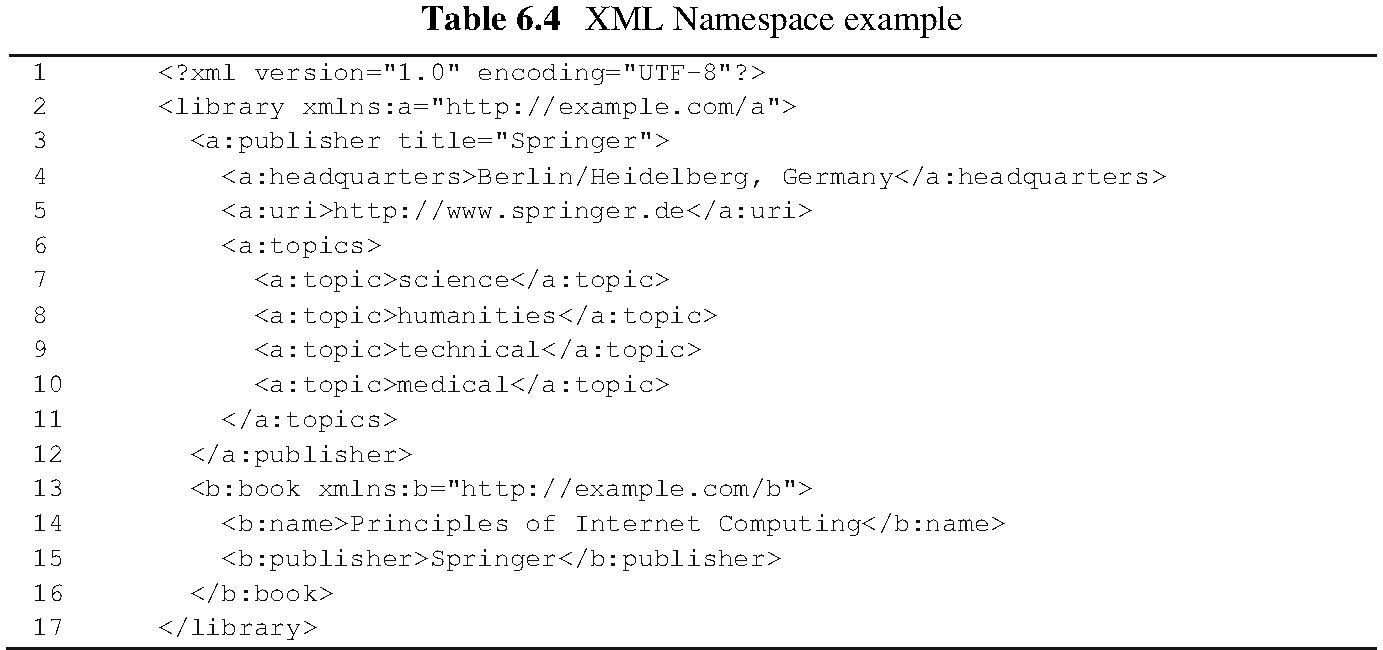 Table 6.4 XML Namespace example
1 <?xml version="1.0" encoding="UTF-8"?>
2 <library xmlns:a="http://example.com/a">
3 <a:publisher title="Springer">
4 <a:headquarters>Berlin/Heidelberg, Germany</a:headquarters>
5 <a:uri>http://www.springer.de</a:uri>
6 <a:topics>
7 <a:topic>science</a:topic>
8 <a:topic>humanities</a:topic>
9 <a:topic>technical</a:topic>
10 <a:topic>medical</a:topic>
11 </a:topics>
12 </a:publisher>
13 <b:book xmlns:b="http://example.com/b">
14 <b:name>Principles of Internet Computing</b:name>
15 <b:publisher>Springer</b:publisher>
16 </b:book>
17 </library>